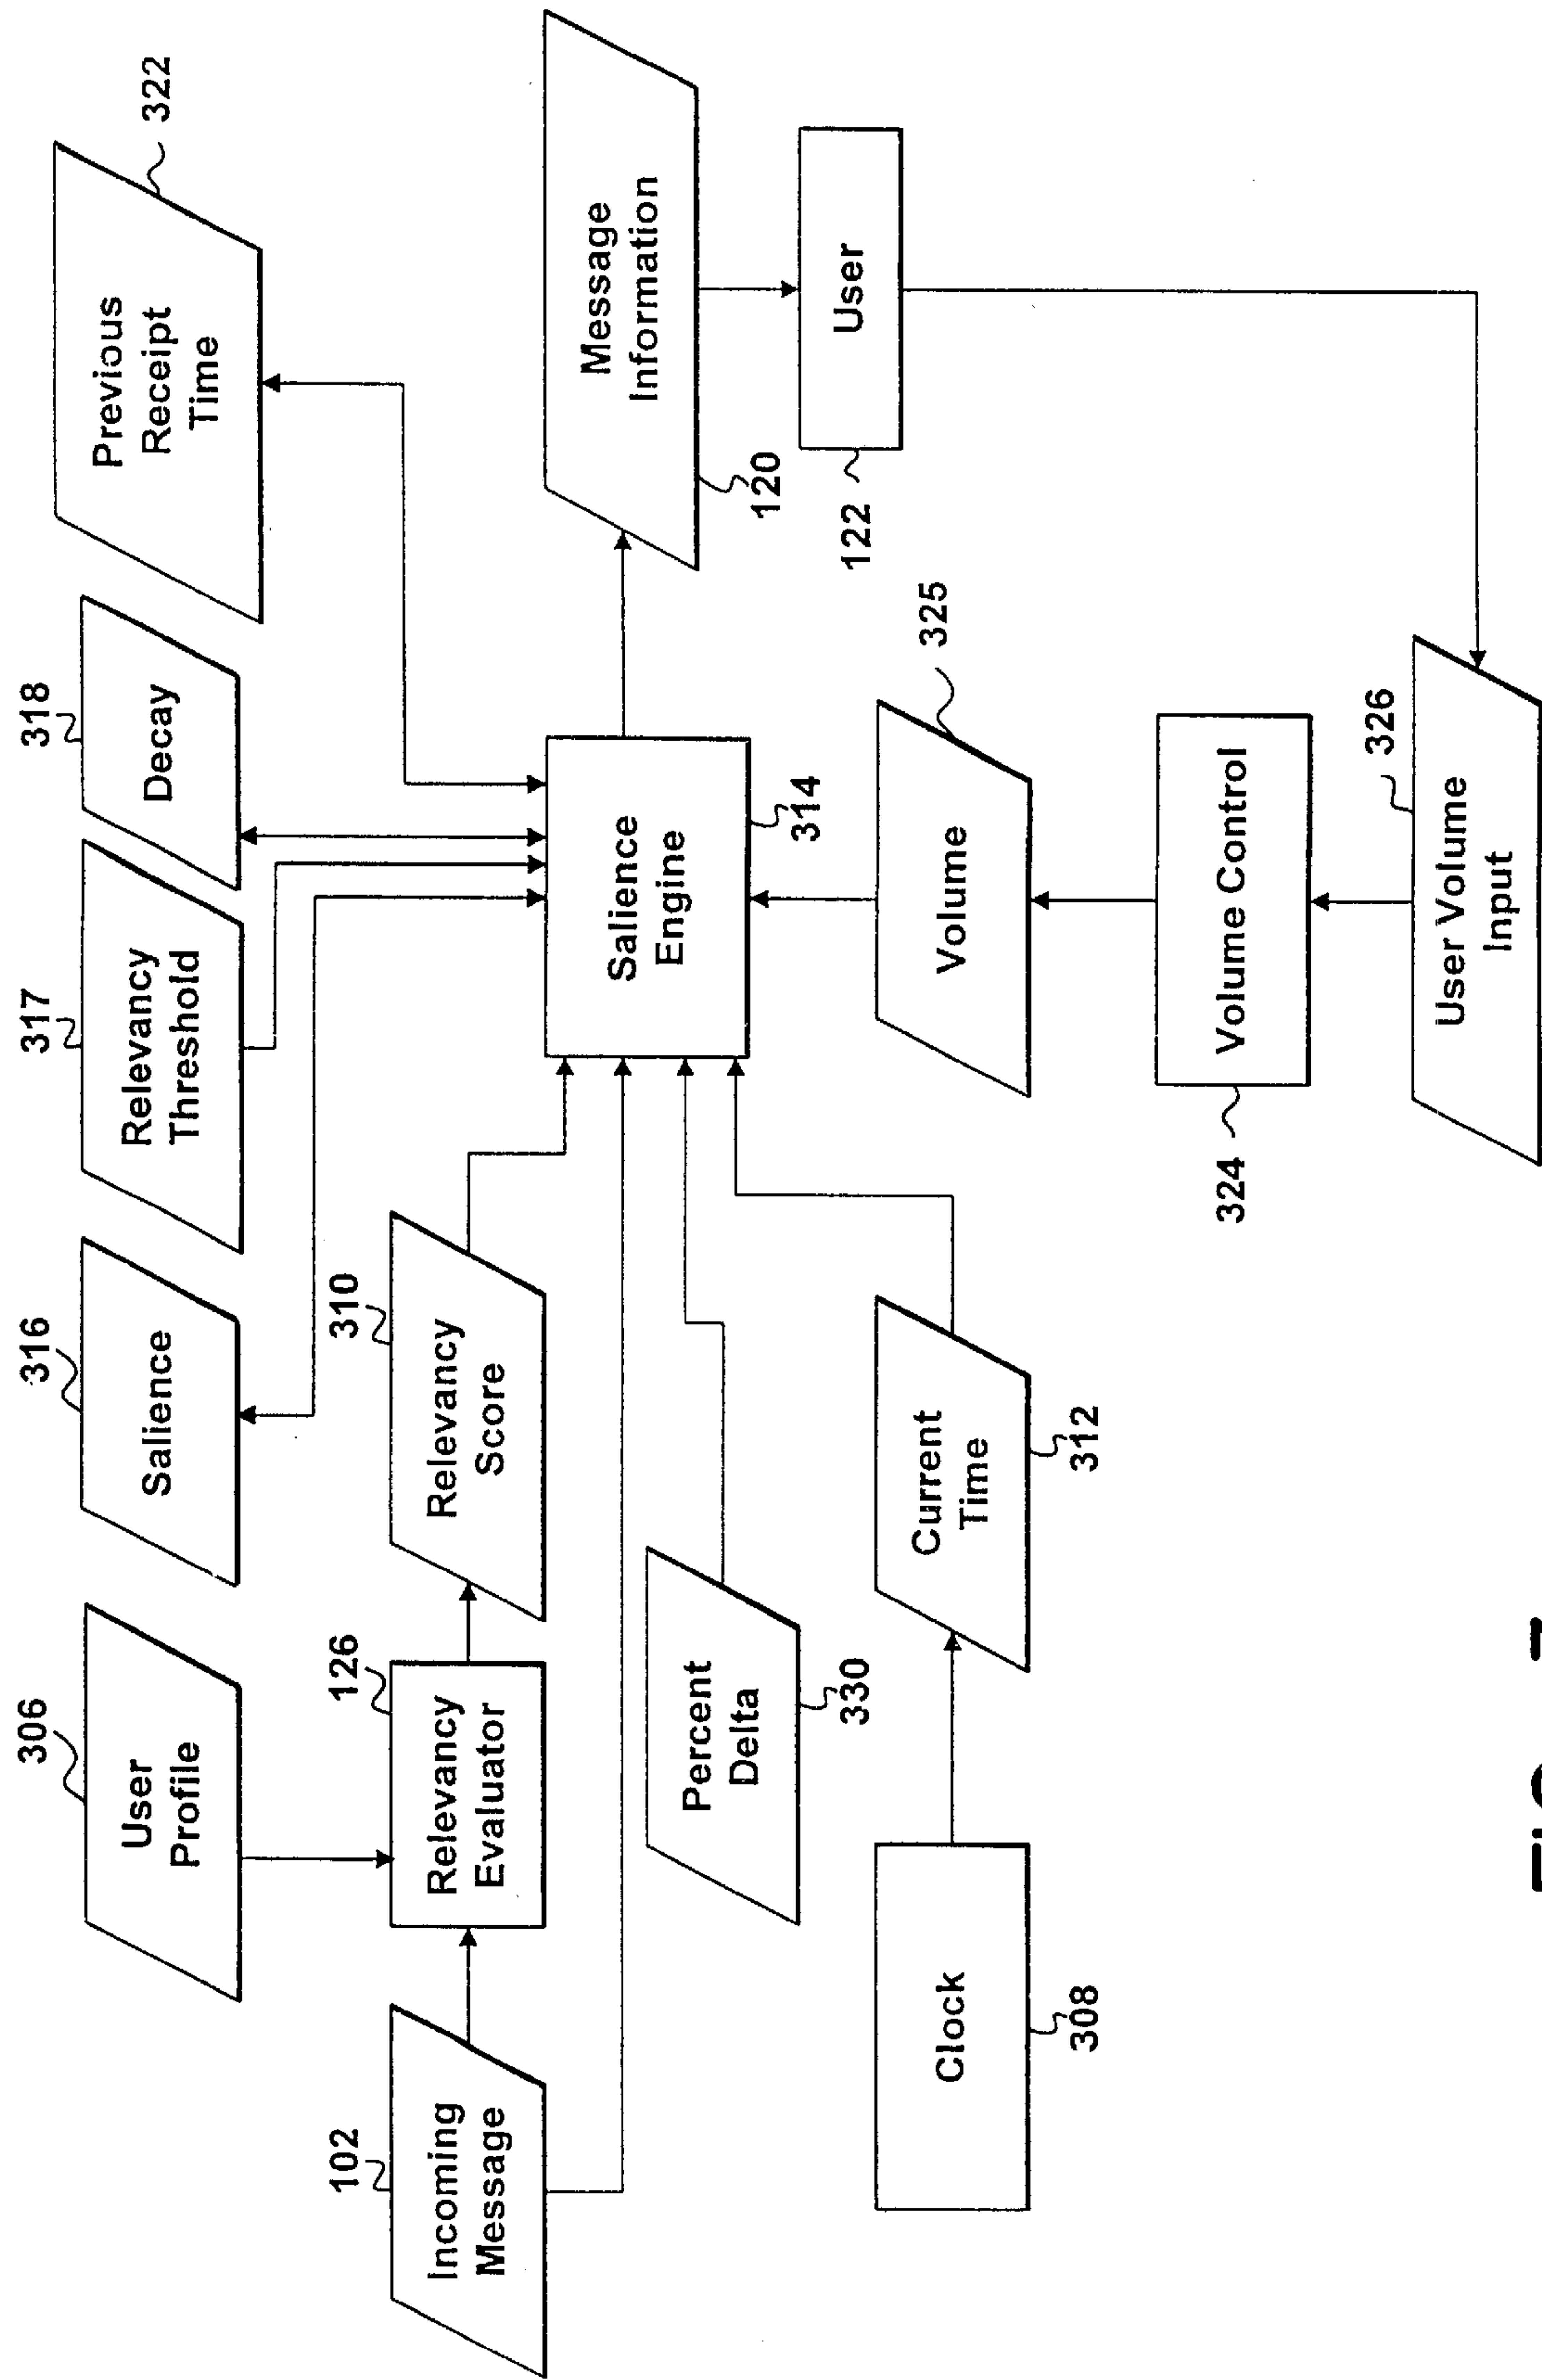 306
User
Profile
316
Salience
317
Relevancy
Threshold
318
Decay
Previous
Receipt
Time
322
102
Incoming
Message
126
Relevancy
Evaluator
310
Relevancy
Score
Salience
Engine
314
Message
Information
120
Percent
Delta
330
User
122
Clock
308
Current
Time
312
Volume
325
Volume Control
324
User Volume
Input
326